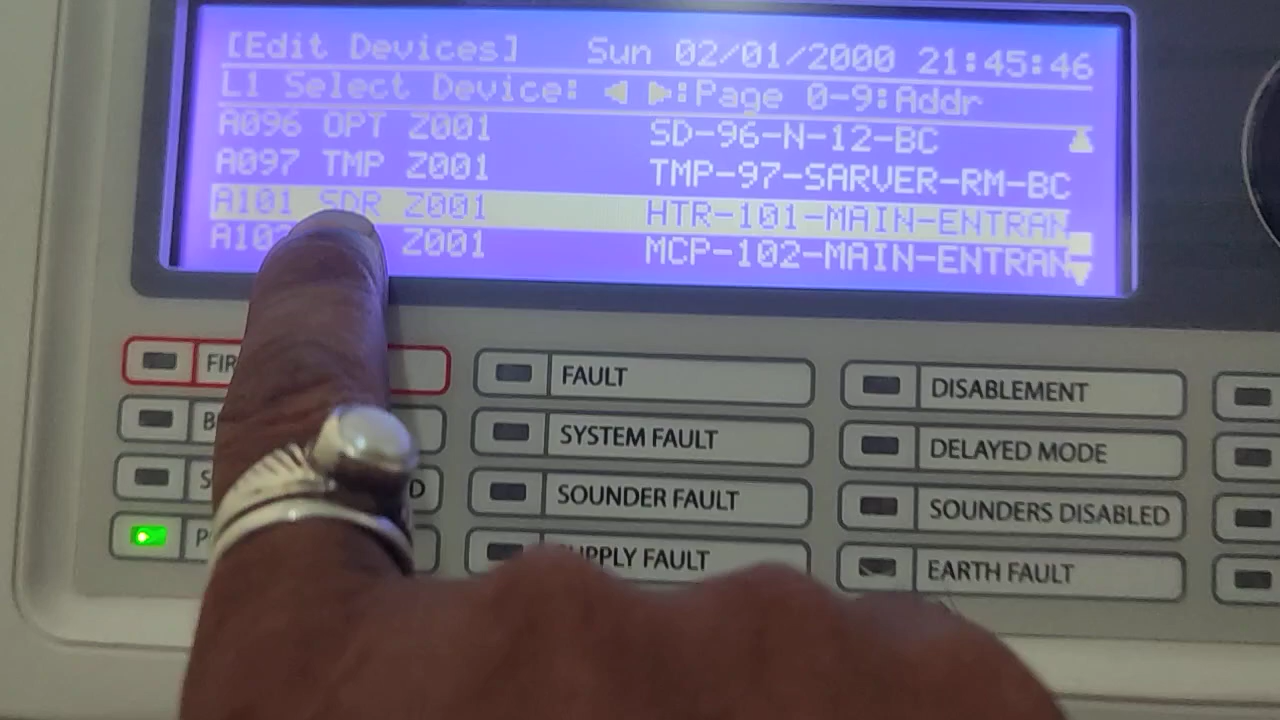 [Edit Devices] Sun 02/01/2000 21:45:46
L1 Select Device: ◀ ▶:Page 0-9:Addr
A096 OPT Z001 SD-96-N-12-BC
A097 TMP Z001 TMP-97-SARVER-RM-BC
A101 SDR Z001 HTR-101-MAIN-ENTRAN
Z001 MCP-102-MAIN-ENTRAN
FAULT
DISABLEMENT
SYSTEM FAULT
DELAYED MODE
SOUNDER FAULT
SOUNDERS DISABLED
SUPPLY FAULT
EARTH FAULT